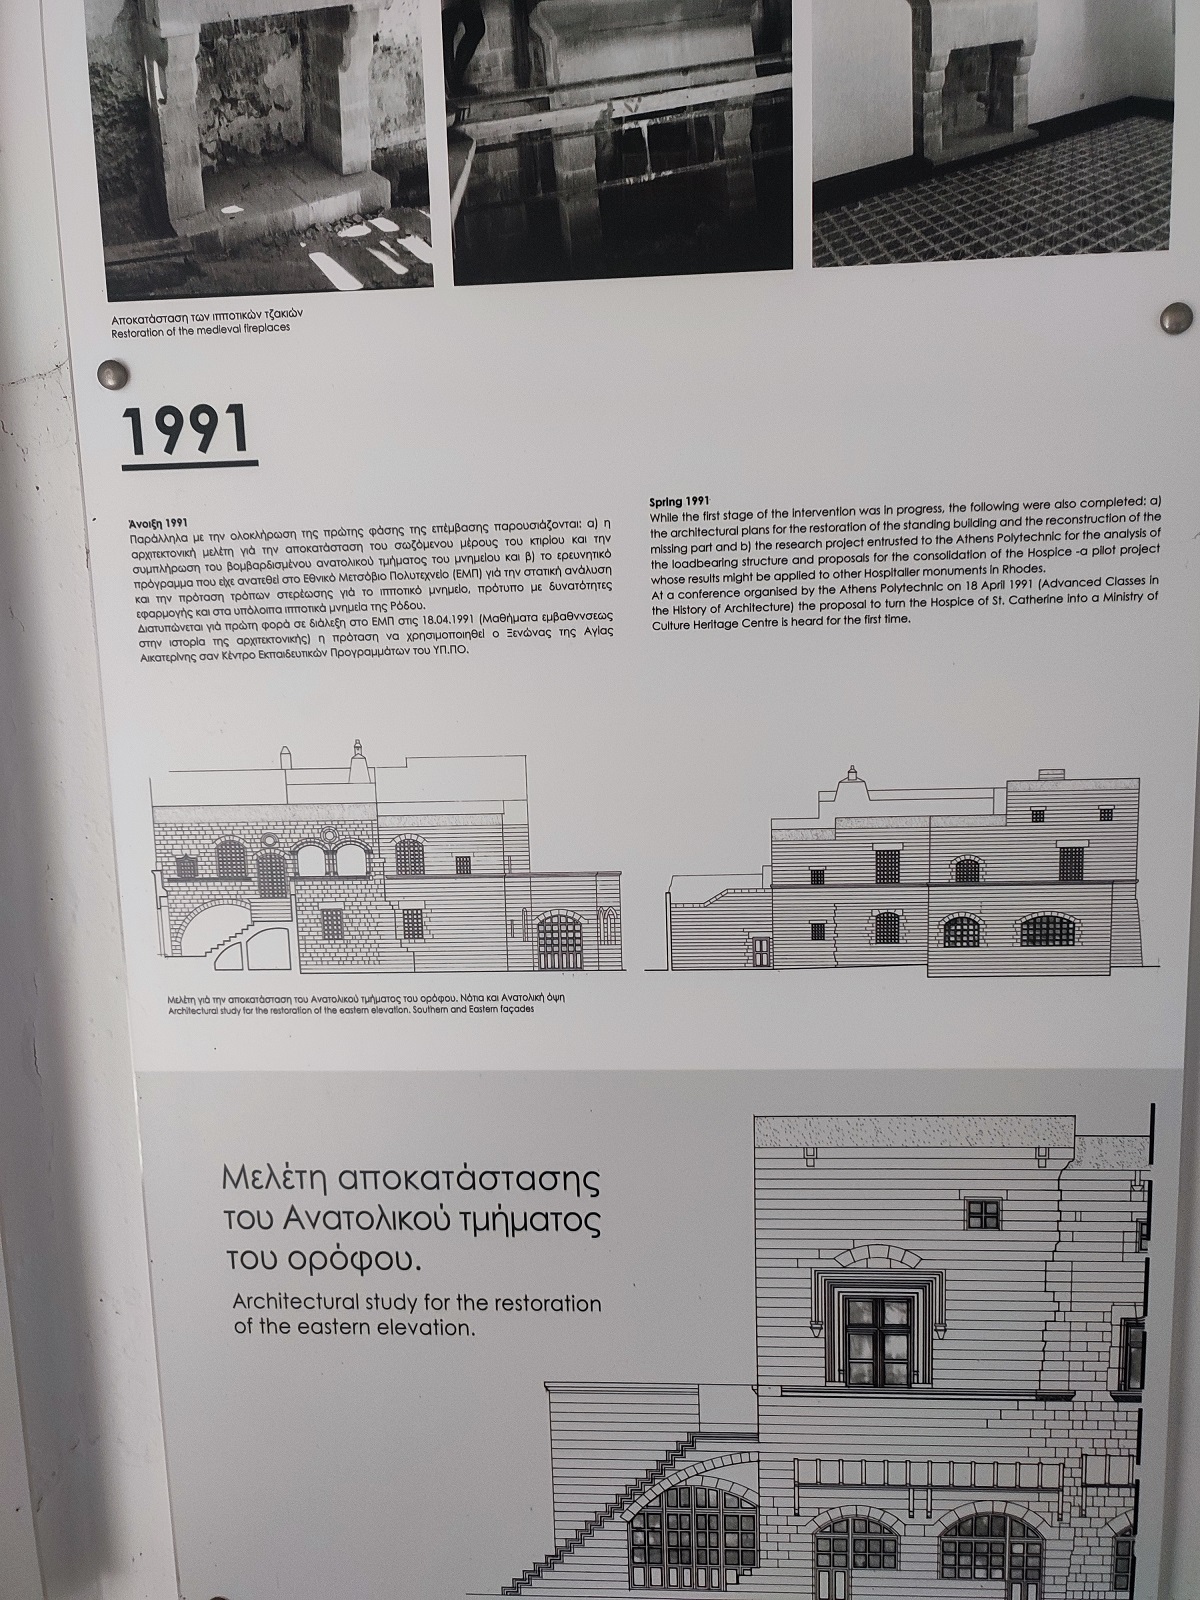 Αποκατάσταση των ιπποτικών τζακιών
Restoration of the medieval fireplaces
1991
Άνοιξη 1991
Παράλληλα με την ολοκλήρωση της πρώτης φάσης της επέμβασης παρουσιάζονται: α) η
αρχιτεκτονική μελέτη γιά την αποκατάσταση του σωζόμενου μέρους του κτιρίου και την
συμπλήρωση του βομβαρδισμένου ανατολικού τμήματος του μνημείου και β) το ερευνητικό
πρόγραμμα που είχε ανατεθεί στο Εθνικό Μετσόβιο Πολυτεχνείο (ΕΜΠ) γιά την στατική ανάλυση
και την πρόταση τρόπων στερέωσης γιά το ιπποτικό μνημείο, πρότυπο με δυνατότητες
εφαρμογής και στα υπόλοιπα ιπποτικά μνημεία της Ρόδου.
Διατυπώνεται γιά πρώτη φορά σε διάλεξη στο ΕΜΠ στις 18.04.1991 (Μαθήματα εμβαθυνσεως
στην ιστορία της αρχιτεκτονικής) η πρόταση να χρησιμοποιηθεί ο Ξενώνας της Αγίας
Αικατερίνης σαν Κέντρο Εκπαιδευτικών Προγραμμάτων του ΥΠ.ΠΟ.
Spring 1991
While the first stage of the intervention was in progress, the following were also completed: a)
the architectural plans for the restoration of the standing building and the reconstruction of the
missing part and b) the research project entrusted to the Athens Polytechnic for the analysis of
the loadbearing structure and proposals for the consolidation of the Hospice -a pilot project
whose results might be applied to other Hospitaller monuments in Rhodes.
At a conference organised by the Athens Polytechnic on 18 April 1991 (Advanced Classes in
the History of Architecture) the proposal to turn the Hospice of St. Catherine into a Ministry of
Culture Heritage Centre is heard for the first time.
Μελέτη γιά την αποκατάσταση του Ανατολικού τμήματος του ορόφου. Νότια και Ανατολική όψη
Architectural study for the restoration of the eastern elevation. Southern and Eastern façades
Μελέτη αποκατάστασης
του Ανατολικού τμήματος
του ορόφου.
Architectural study for the restoration
of the eastern elevation.